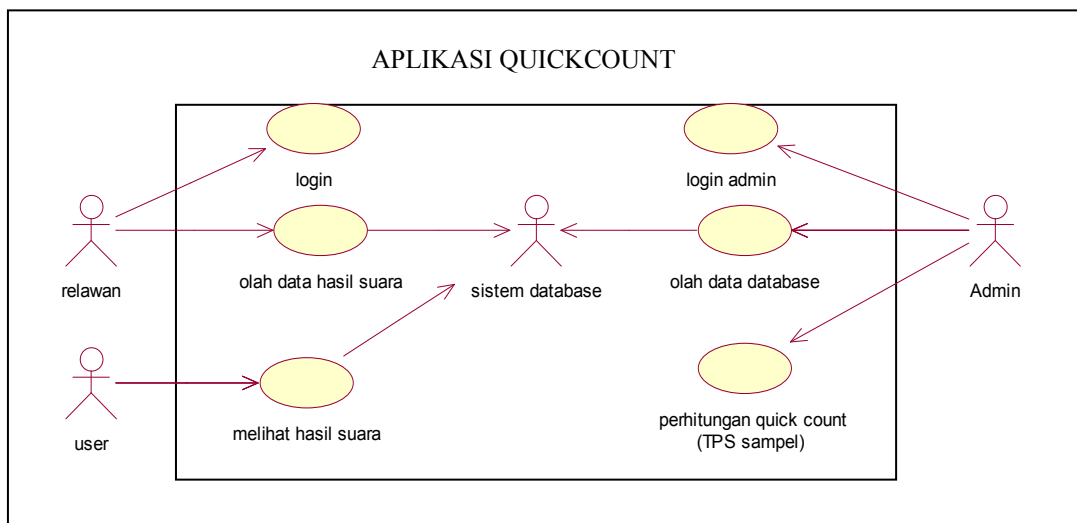 APLIKASI QUICKCOUNT
login
login admin
relawan
olah data hasil suara
sistem database
olah data database
Admin
user
melihat hasil suara
perhitungan quick count
(TPS sampel)